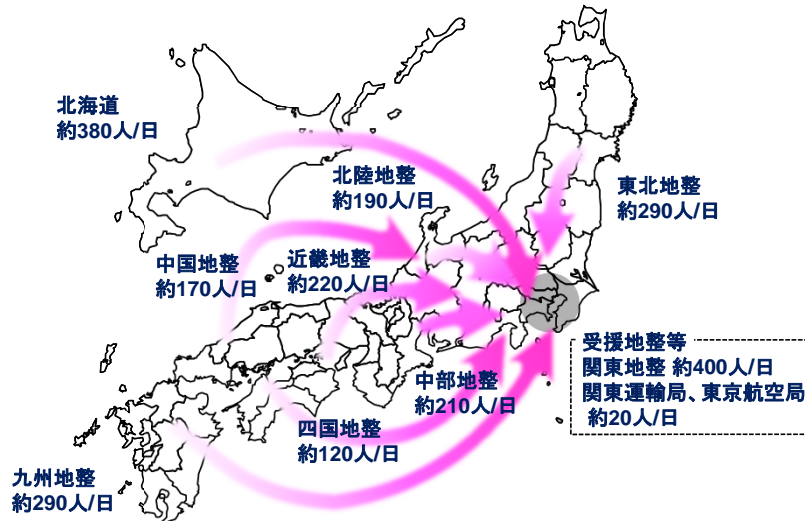 北海道
約380人/日
北陸地整
約190人/日
東北地整
約290人/日
中国地整
約170人/日
近畿地整
約220人/日
受援地整等
関東地整 約400人/日
関東運輸局、東京航空局
約20人/日
中部地整
約210人/日
四国地整
約120人/日
九州地整
約290人/日